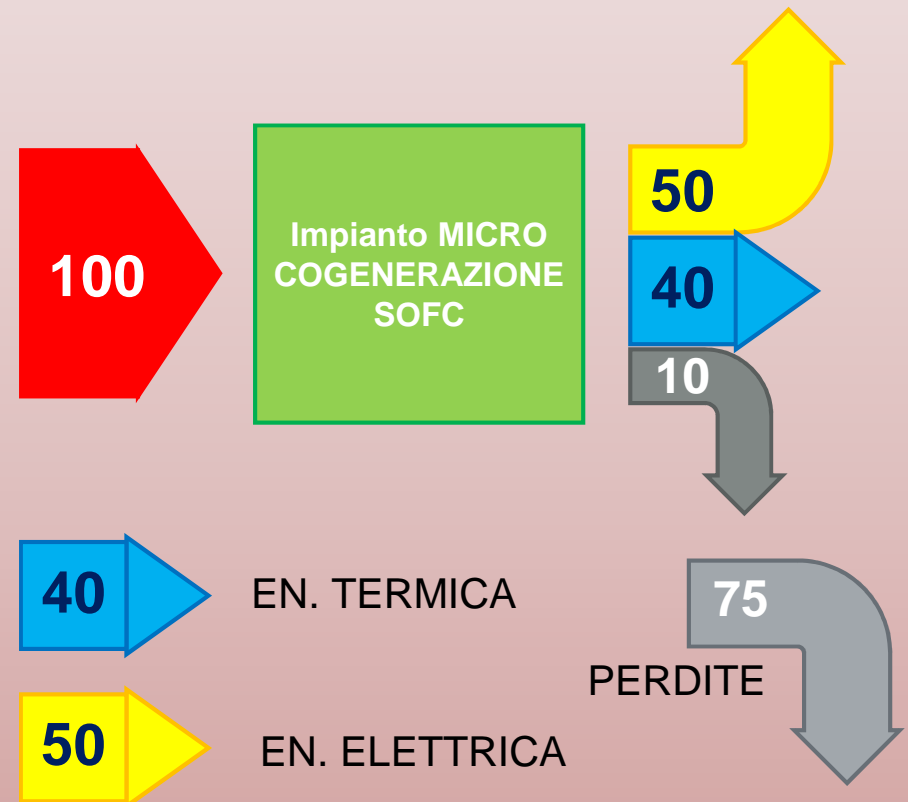 50
100
Impianto MICRO
COGENERAZIONE
SOFC
40
10
40
EN. TERMICA
75
PERDITE
50
EN. ELETTRICA